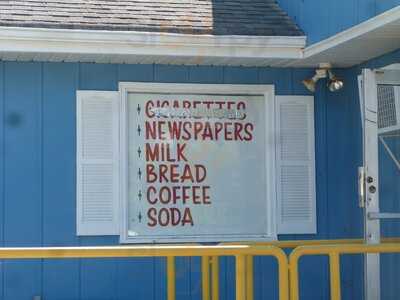 CIGARETTES
NEWSPAPERS
MILK
BREAD
COFFEE
SODA